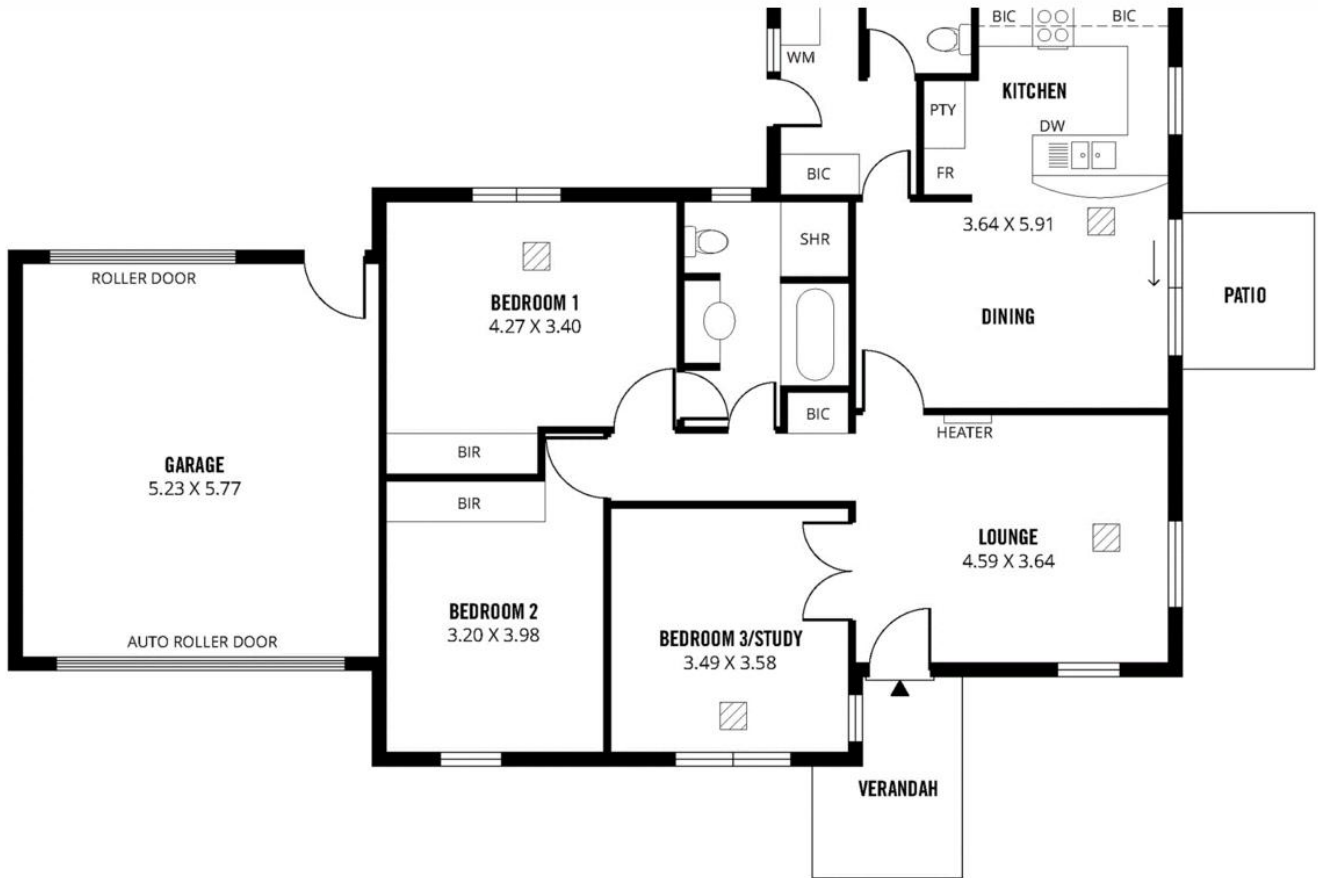 BIC
BIC
WM
KITCHEN
PTY
DW
FR
BIC
3.64 X 5.91
SHR
ROLLER DOOR
PATIO
BEDROOM 1
4.27 X 3.40
DINING
BIC
HEATER
BIR
GARAGE
5.23 X 5.77
BIR
LOUNGE
4.59 X 3.64
BEDROOM 2
3.20 X 3.98
AUTO ROLLER DOOR
BEDROOM 3/STUDY
3.49 X 3.58
VERANDAH